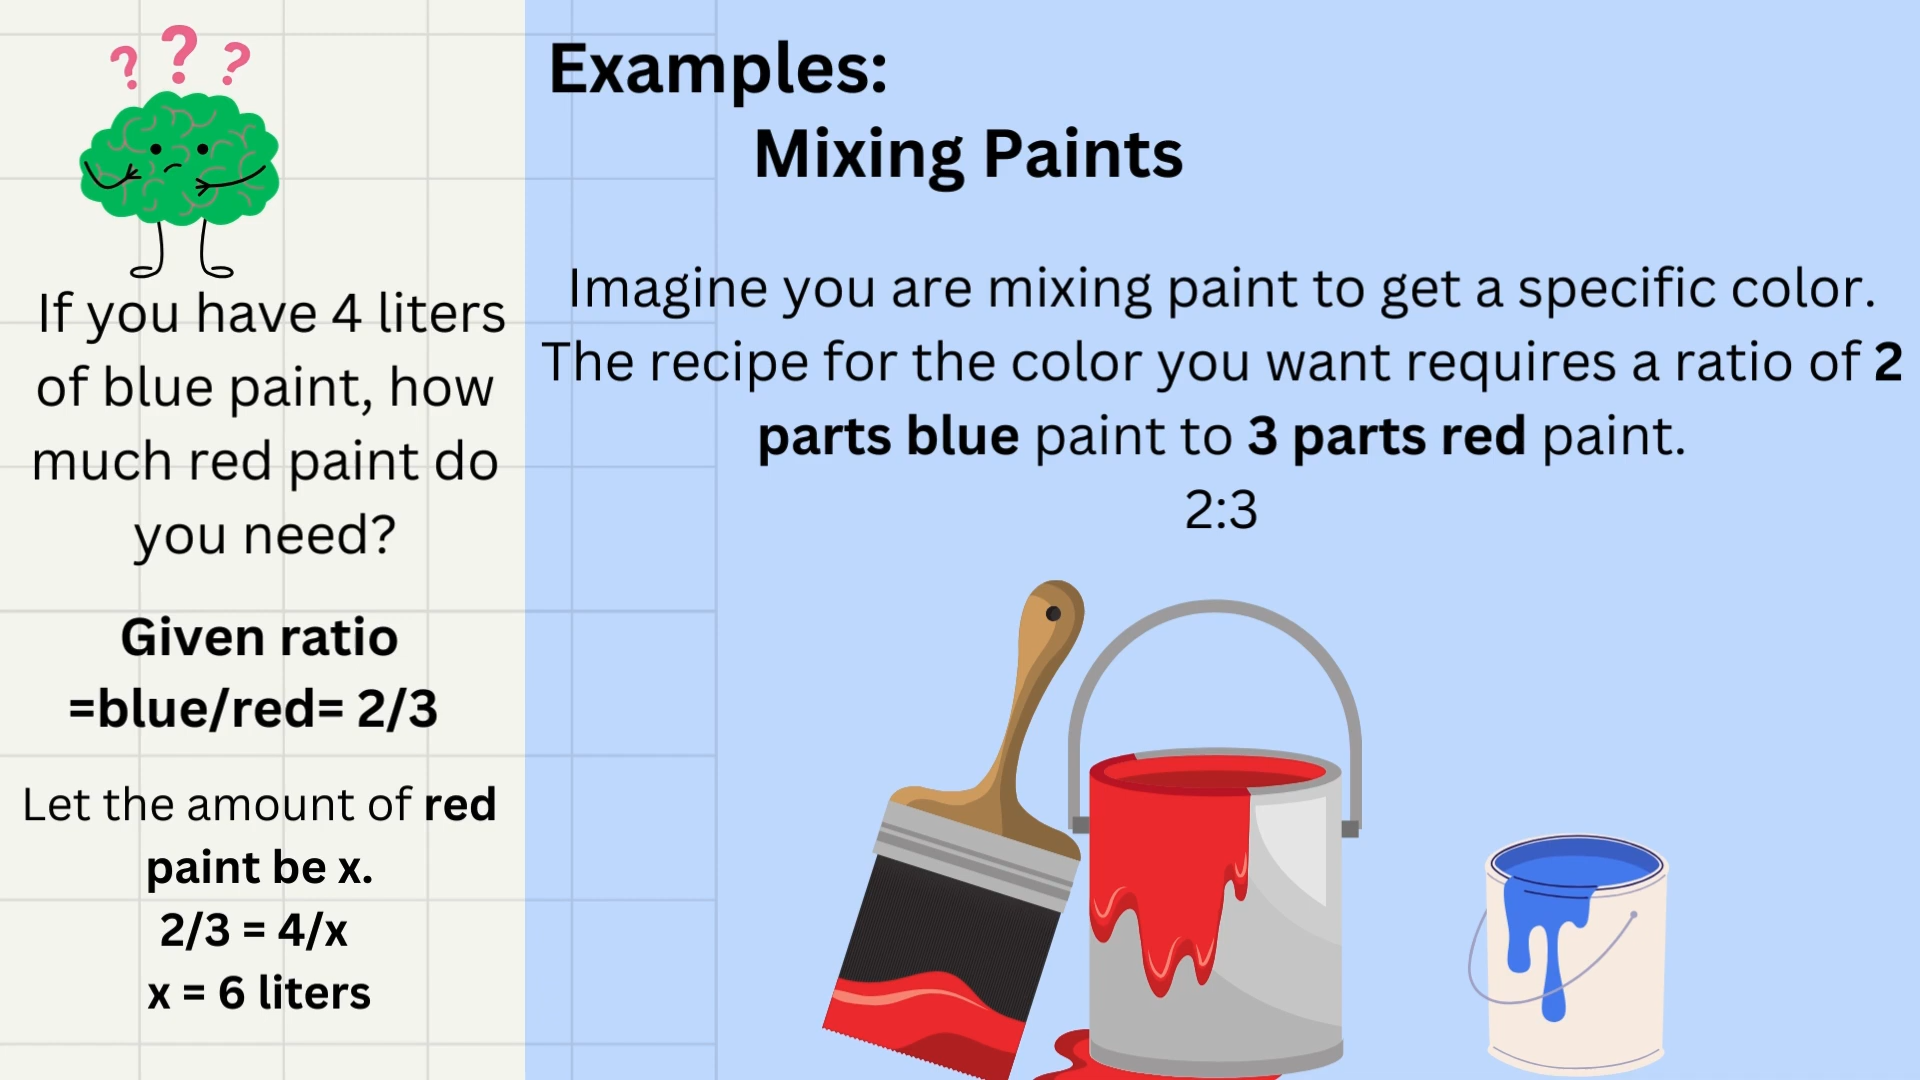 ? ? ?
If you have 4 liters
of blue paint, how
much red paint do
you need?
Given ratio
=blue/red= 2/3
Let the amount of red
paint be x.
2/3 = 4/x
x = 6 liters
Examples:
Mixing Paints
Imagine you are mixing paint to get a specific color.
The recipe for the color you want requires a ratio of 2
parts blue paint to 3 parts red paint.
2:3